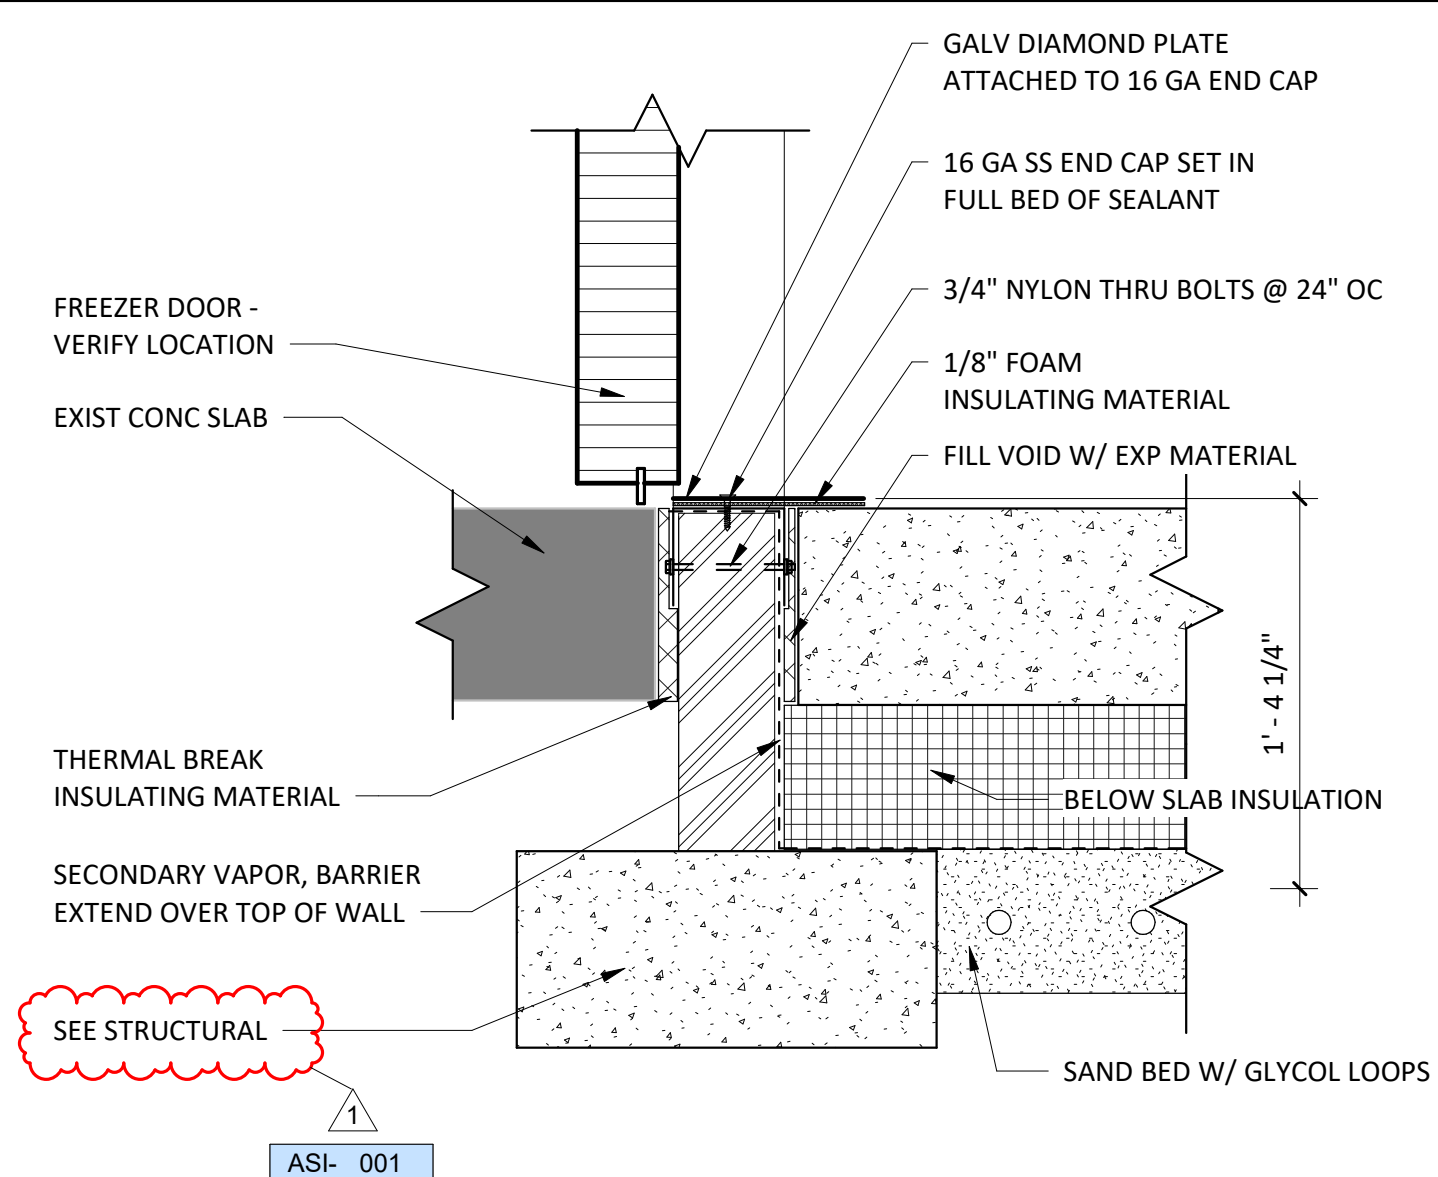 GALV DIAMOND PLATE
ATTACHED TO 16 GA END CAP
16 GA SS END CAP SET IN
FULL BED OF SEALANT
3/4" NYLON THRU BOLTS @ 24" OC
1/8" FOAM
INSULATING MATERIAL
FILL VOID W/ EXP MATERIAL
FREEZER DOOR -
VERIFY LOCATION
EXIST CONC SLAB
THERMAL BREAK
INSULATING MATERIAL
SECONDARY VAPOR, BARRIER
EXTEND OVER TOP OF WALL
SEE STRUCTURAL
1
ASI- 001
1' - 4 1/4"
BELOW SLAB INSULATION
SAND BED W/ GLYCOL LOOPS